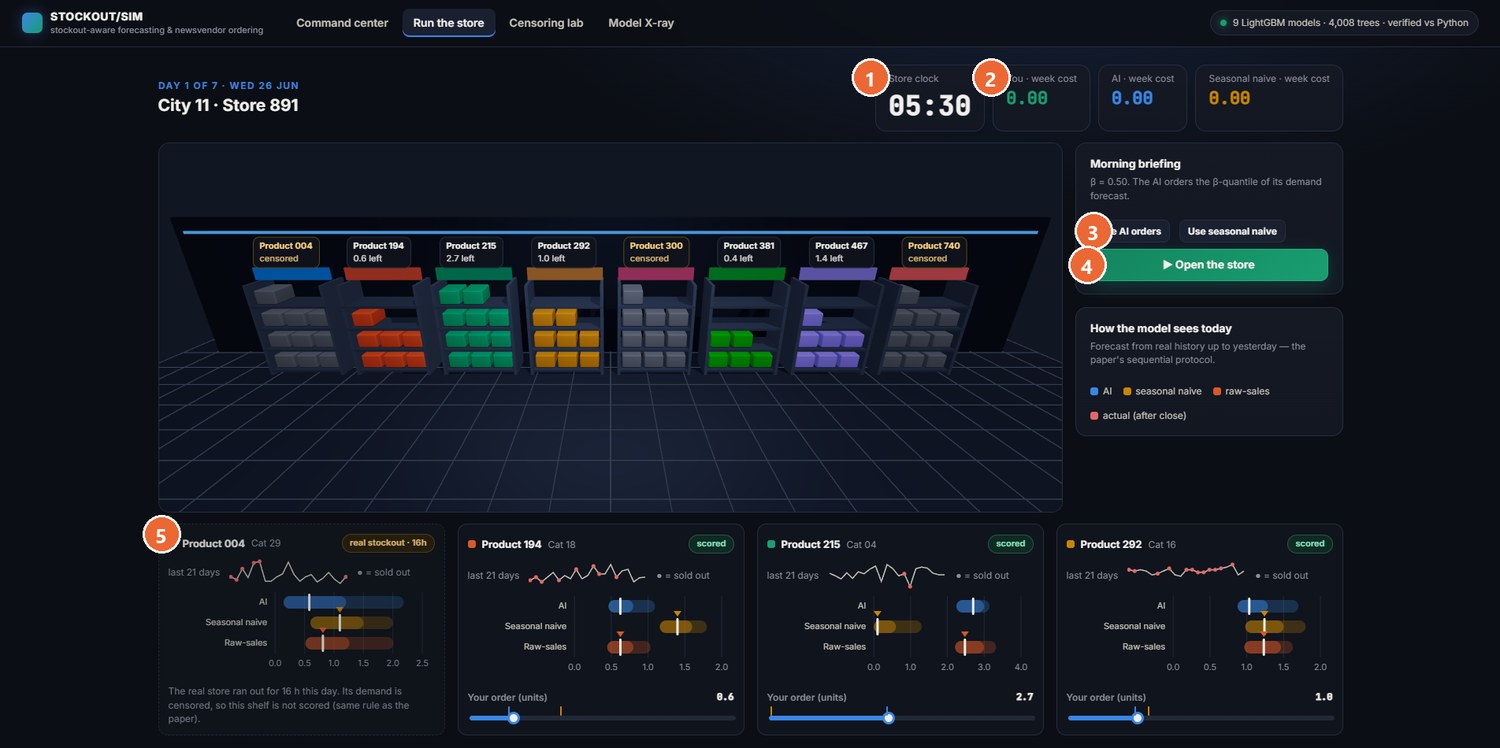 STOCKOUT/SIM
stockout-aware forecasting & newsvendor ordering
Command center
Run the store
Censoring lab
Model X-ray
9 LightGBM models · 4,008 trees · verified vs Python
DAY 1 OF 7 · WED 26 JUN
City 11 · Store 891
1
Store clock
05:30
2
You · week cost
0.00
AI · week cost
0.00
Seasonal naive · week cost
0.00
Product 004
censored
Product 194
0.6 left
Product 215
2.7 left
Product 292
1.0 left
Product 300
censored
Product 381
0.4 left
Product 467
1.4 left
Product 740
censored
Morning briefing
β = 0.50. The AI orders the β-quantile of its demand
forecast.
3
AI orders
Use seasonal naive
4
▶ Open the store
How the model sees today
Forecast from real history up to yesterday — the
paper's sequential protocol.
AI
seasonal naive
raw-sales
actual (after close)
5
Product 004 Cat 29
real stockout · 16h
last 21 days
● = sold out
AI
Seasonal naive
Raw-sales
0.0 0.5 1.0 1.5 2.0 2.5
The real store ran out for 16 h this day. Its demand is
censored, so this shelf is not scored (same rule as the
paper).
Product 194 Cat 18
scored
last 21 days
● = sold out
AI
Seasonal naive
Raw-sales
0.0 0.5 1.0 1.5 2.0
Your order (units)
0.6
Product 215 Cat 04
scored
last 21 days
● = sold out
AI
Seasonal naive
Raw-sales
0.0 1.0 2.0 3.0 4.0
Your order (units)
2.7
Product 292 Cat 16
scored
last 21 days
● = sold out
AI
Seasonal naive
Raw-sales
0.0 0.5 1.0 1.5 2.0
Your order (units)
1.0